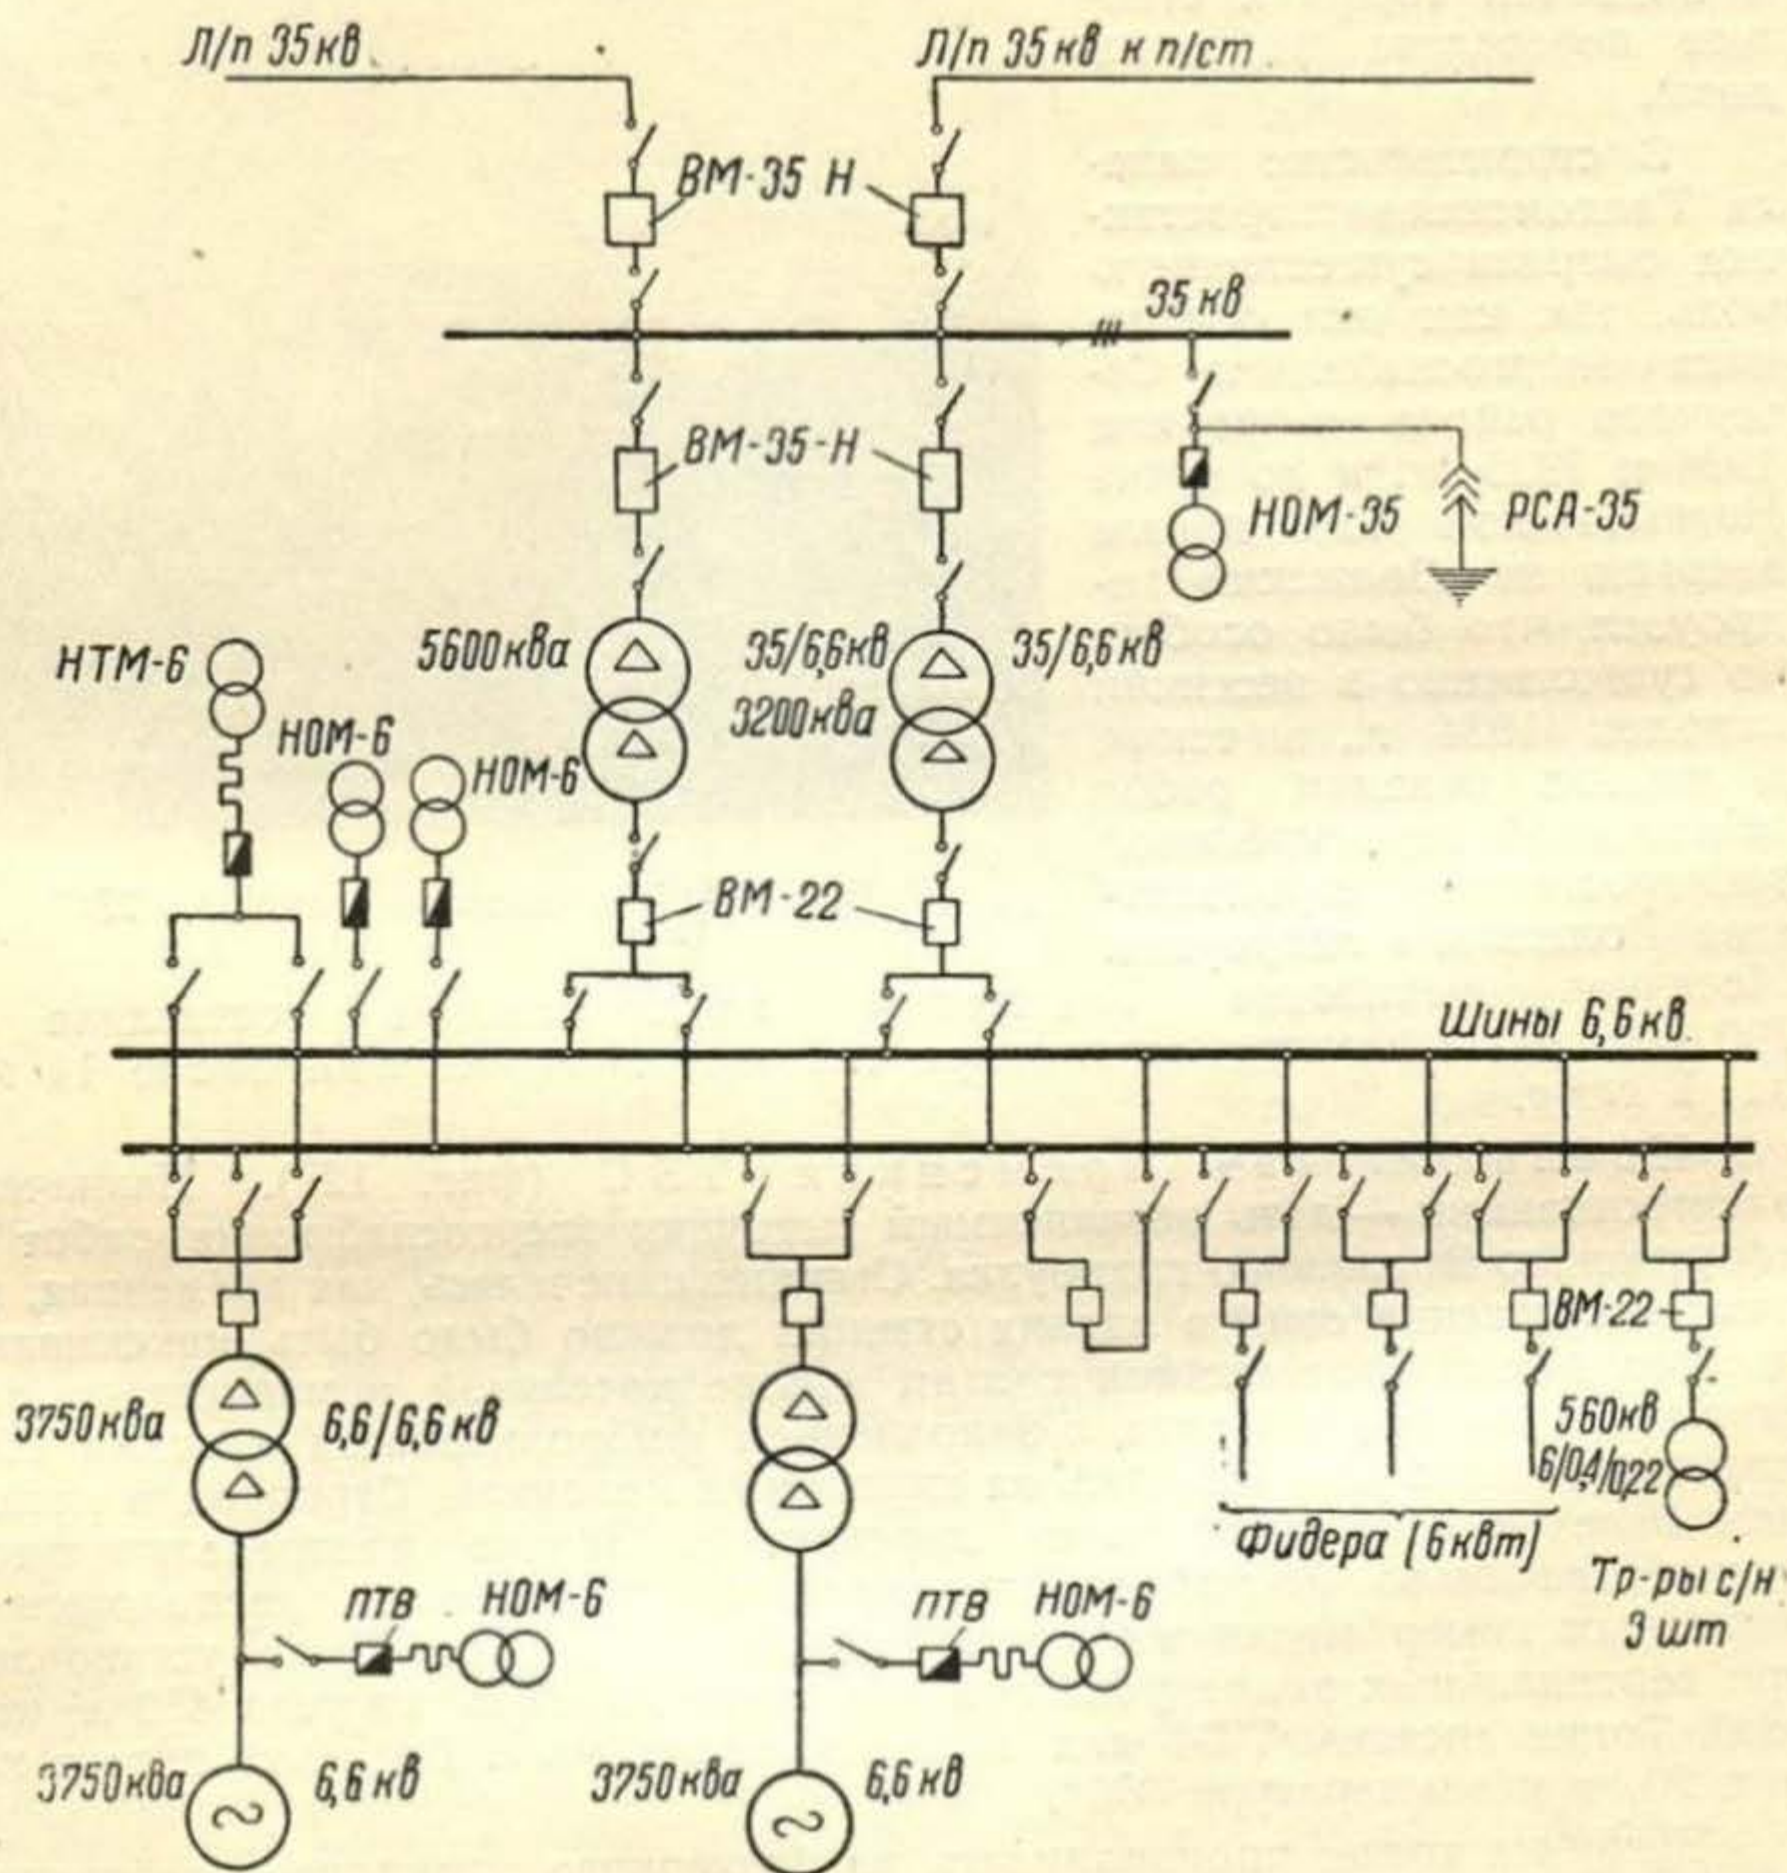 Л/п 35кв.
Л/п 35кв к п/ст.
ВМ-35 Н
35 кв
ВМ-35-Н
НОМ-35
РСА-35
НТМ-6
5600ква
35/6,6кв
35/6,6кв
3200ква
НОМ-6
НОМ-6
ВМ-22
Шины 6,6кв.
ВМ-22
3750ква
6,6/6,6кв
560кв
6/0,4/0,22
Фидера (6квт)
Тр-ры с/н
3 шт
ПТВ
НОМ-6
ПТВ
НОМ-6
3750ква
6,6кв
3750ква
6,6кв